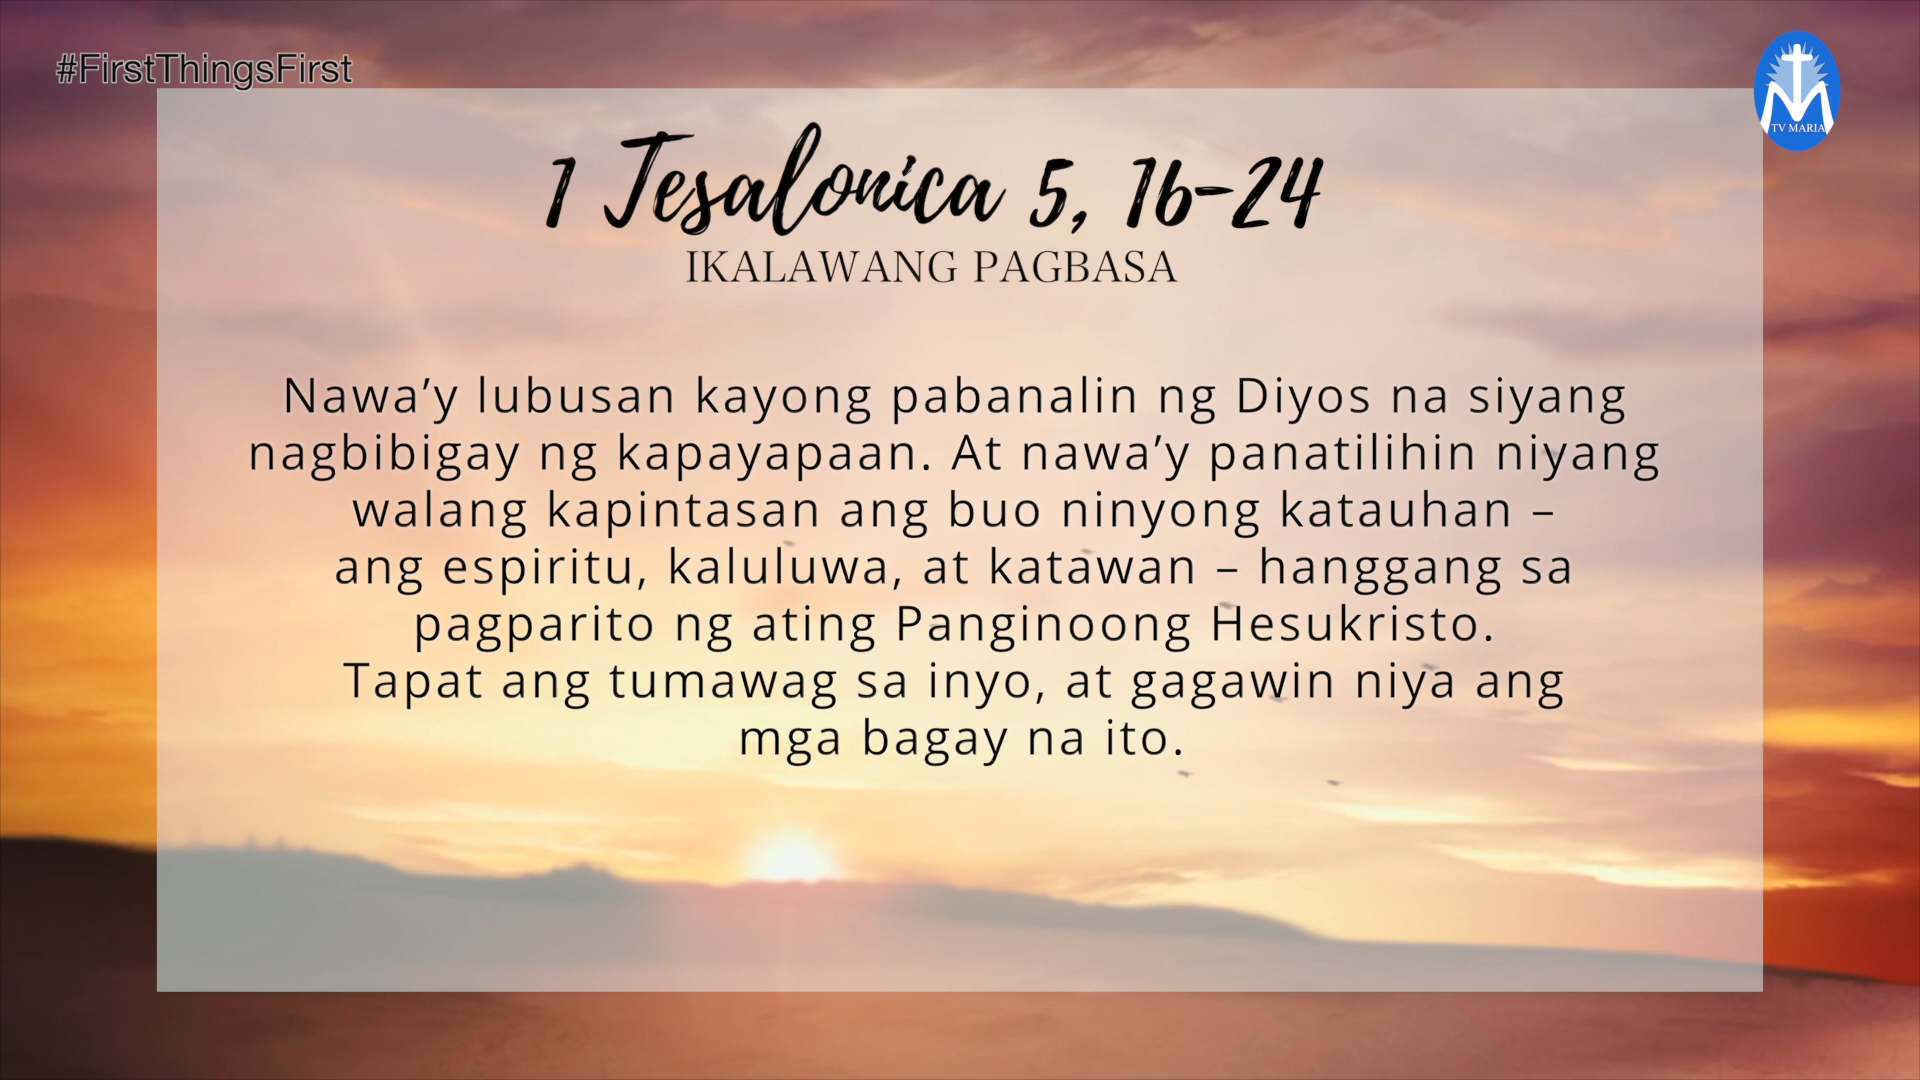 #FirstThingsFirst
TV MARIA
1 Tesalonica 5, 16-24
IKALAWANG PAGBASA
Nawa’y lubusan kayong pabanalin ng Diyos na siyang
nagbibigay ng kapayapaan. At nawa’y panatilihin niyang
walang kapintasan ang buo ninyong katauhan –
ang espiritu, kaluluwa, at katawan – hanggang sa
pagparito ng ating Panginoong Hesukristo.
Tapat ang tumawag sa inyo, at gagawin niya ang
mga bagay na ito.